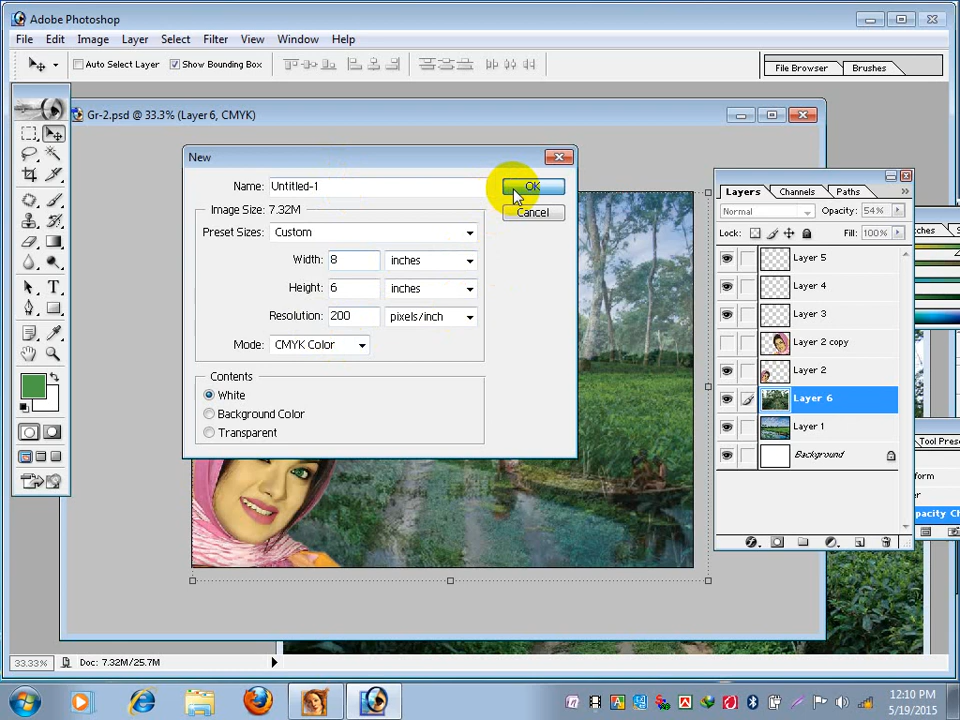 Adobe Photoshop
File Edit Image Layer Select Filter View Window Help
Auto Select Layer Show Bounding Box File Browser Brushes
Gr-2.psd @ 33.3% (Layer 6, CMYK)
New
Name: Untitled-1 OK
Image Size: 7.32M Cancel
Preset Sizes: Custom
Width: 8 inches
Height: 6 inches
Resolution: 200 pixels/inch
Mode: CMYK Color
Contents
White
Background Color
Transparent
Layers Channels Paths
Normal Opacity: 54%
Lock: Fill: 100%
Layer 5
Layer 4
Layer 3
Layer 2 copy
Layer 2
Layer 6
Layer 1
Background
Tool Prese
33.33% Doc: 7.32M/25.7M
12:10 PM
5/19/2015